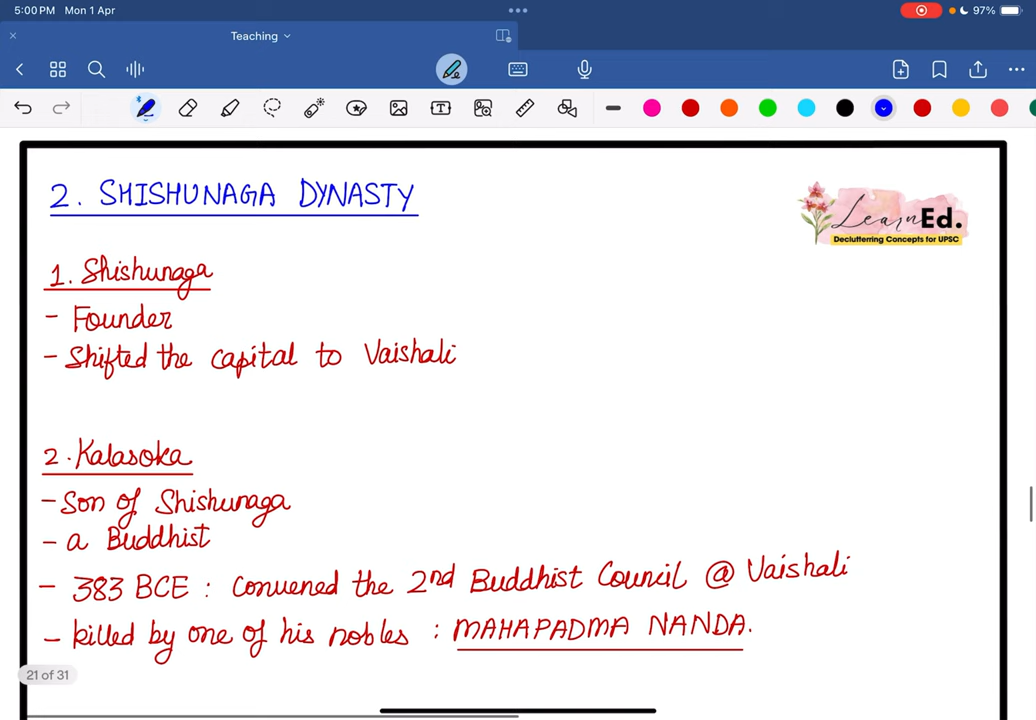 5:00 PM Mon 1 Apr
97%
Teaching
2. SHISHUNAGA DYNASTY
LearnEd.
Decluttering Concepts for UPSC
1. Shishunaga
- Founder
- Shifted the capital to Vaishali
2. Kalasoka
- Son of Shishunaga
- a Buddhist
- 383 BCE : Convened the 2nd Buddhist Council @ Vaishali
- killed by one of his nobles : MAHAPADMA NANDA.
21 of 31